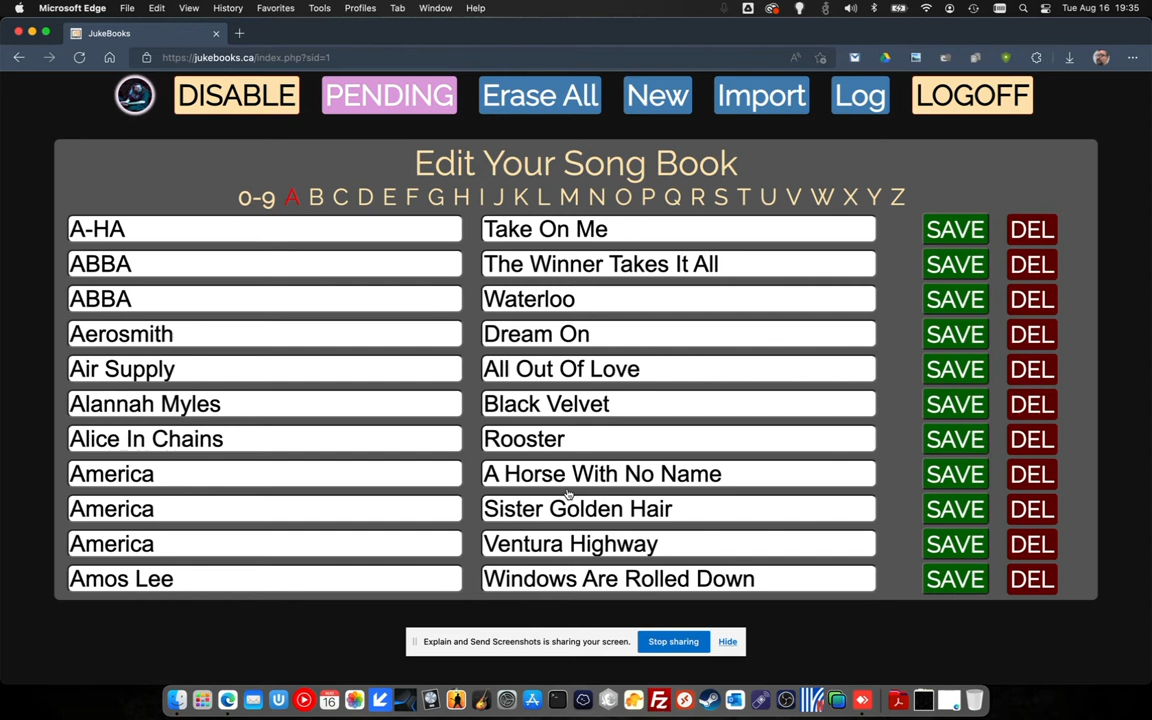 Microsoft Edge File Edit View History Favorites Tools Profiles Tab Window Help Tue Aug 16 19:35
JukeBooks
https://jukebooks.ca/index.php?sid=1
DISABLE PENDING Erase All New Import Log LOGOFF
Edit Your Song Book
0-9 A B C D E F G H I J K L M N O P Q R S T U V W X Y Z
A-HA Take On Me SAVE DEL
ABBA The Winner Takes It All SAVE DEL
ABBA Waterloo SAVE DEL
Aerosmith Dream On SAVE DEL
Air Supply All Out Of Love SAVE DEL
Alannah Myles Black Velvet SAVE DEL
Alice In Chains Rooster SAVE DEL
America A Horse With No Name SAVE DEL
America Sister Golden Hair SAVE DEL
America Ventura Highway SAVE DEL
Amos Lee Windows Are Rolled Down SAVE DEL
Explain and Send Screenshots is sharing your screen. Stop sharing Hide